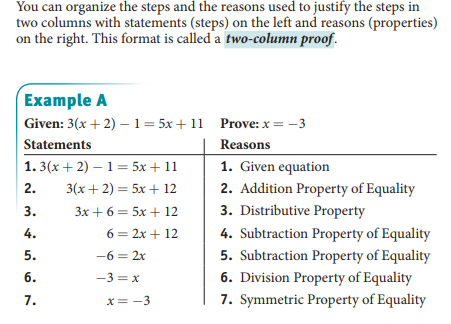 You can organize the steps and the reasons used to justify the steps in
two columns with statements (steps) on the left and reasons (properties)
on the right. This format is called a two-column proof.
Example A
Given: 3(x + 2) − 1 = 5x + 11 Prove: x = −3
Statements Reasons
1. 3(x + 2) − 1 = 5x + 11 1. Given equation
2. 3(x + 2) = 5x + 12 2. Addition Property of Equality
3. 3x + 6 = 5x + 12 3. Distributive Property
4. 6 = 2x + 12 4. Subtraction Property of Equality
5. −6 = 2x 5. Subtraction Property of Equality
6. −3 = x 6. Division Property of Equality
7. x = −3 7. Symmetric Property of Equality